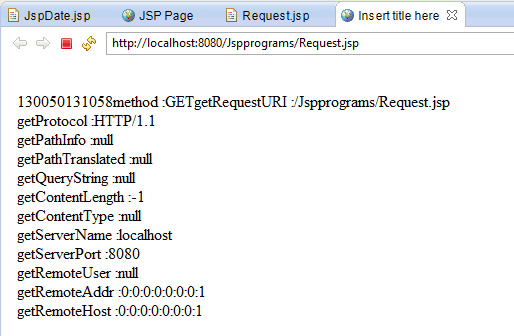 JspDate.jsp JSP Page Request.jsp Insert title here
http://localhost:8080/Jspprograms/Request.jsp
130050131058method :GETgetRequestURI :/Jspprograms/Request.jsp
getProtocol :HTTP/1.1
getPathInfo :null
getPathTranslated :null
getQueryString :null
getContentLength :-1
getContentType :null
getServerName :localhost
getServerPort :8080
getRemoteUser :null
getRemoteAddr :0:0:0:0:0:0:0:1
getRemoteHost :0:0:0:0:0:0:0:1